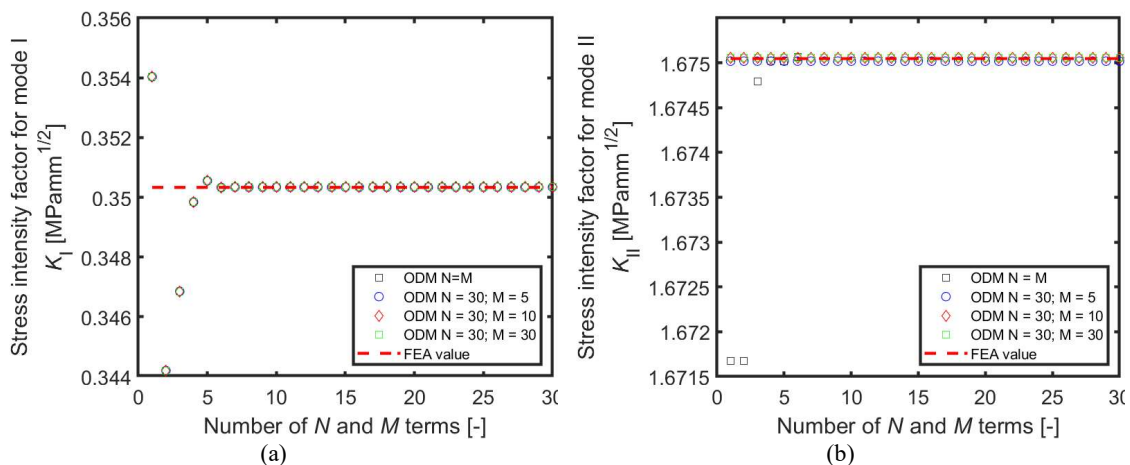 Stress intensity factor for mode I
K_I [MPamm^1/2]
0.356
0.354
0.352
0.35
0.348
0.346
0.344
0 5 10 15 20 25 30
Number of N and M terms [-]
ODM N=M
ODM N = 30; M = 5
ODM N = 30; M = 10
ODM N = 30; M = 30
FEA value
(a)
Stress intensity factor for mode II
K_II [MPamm^1/2]
1.675
1.6745
1.674
1.6735
1.673
1.6725
1.672
1.6715
0 5 10 15 20 25 30
Number of N and M terms [-]
ODM N = M
ODM N = 30; M = 5
ODM N = 30; M = 10
ODM N = 30; M = 30
FEA value
(b)